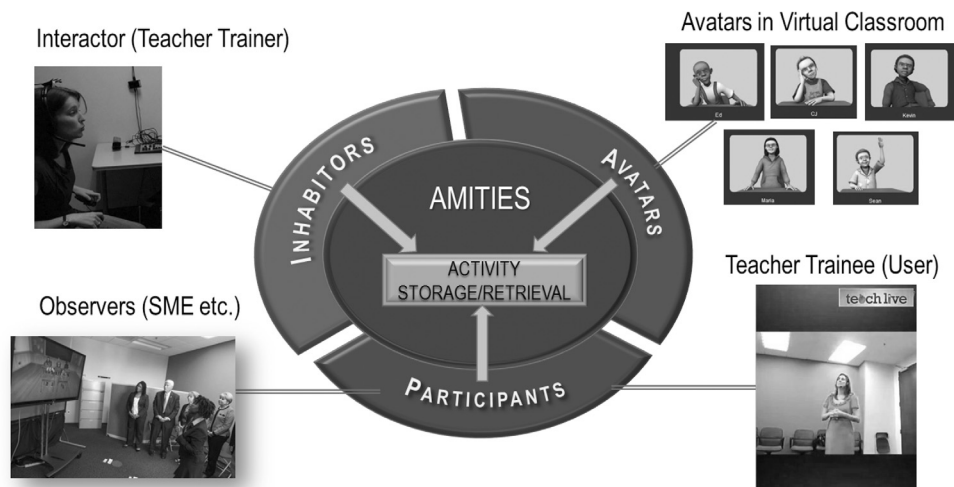 Interactor (Teacher Trainer)
Avatars in Virtual Classroom
Ed
CJ
Kevin
Maria
Sean
INHABITORS
AVATARS
AMITIES
ACTIVITY
STORAGE/RETRIEVAL
PARTICIPANTS
Observers (SME etc.)
Teacher Trainee (User)
teachlive